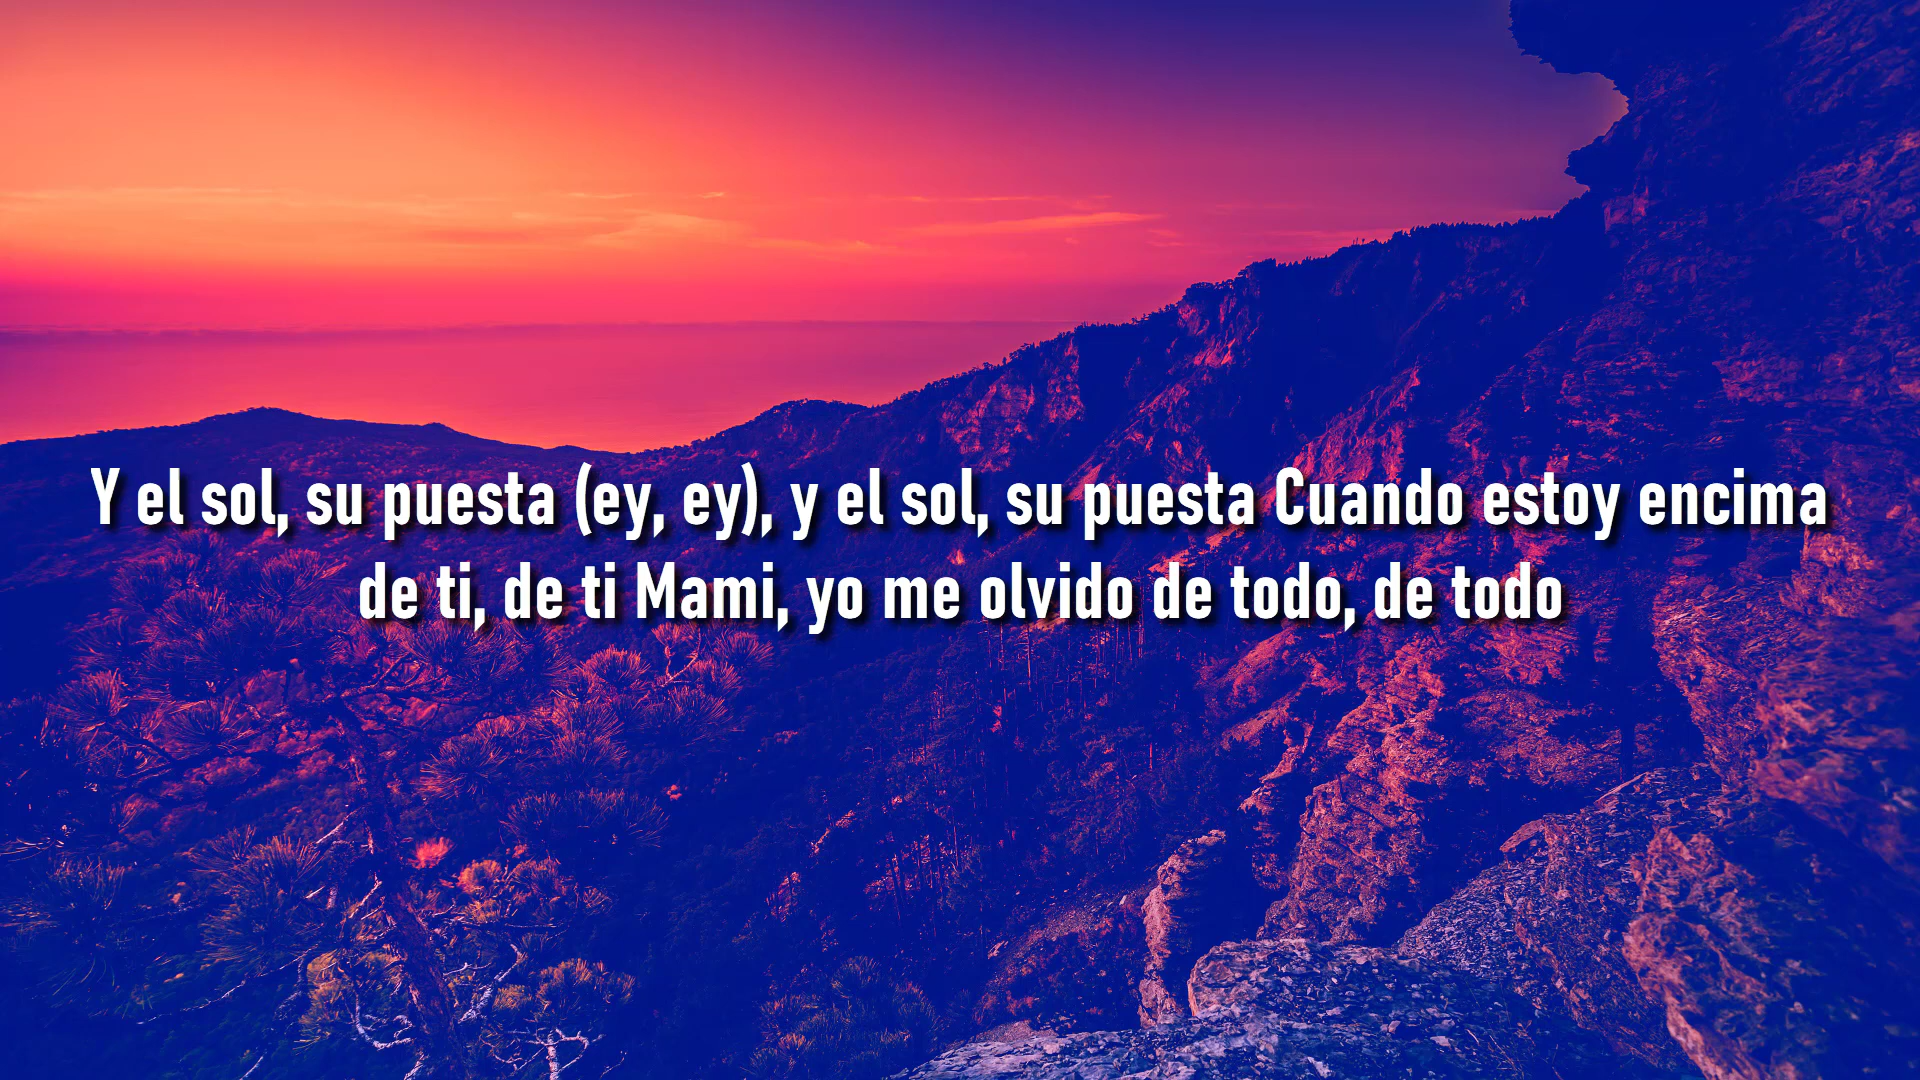 Y el sol, su puesta (ey, ey), y el sol, su puesta Cuando estoy encima
de ti, de ti Mami, yo me olvido de todo, de todo